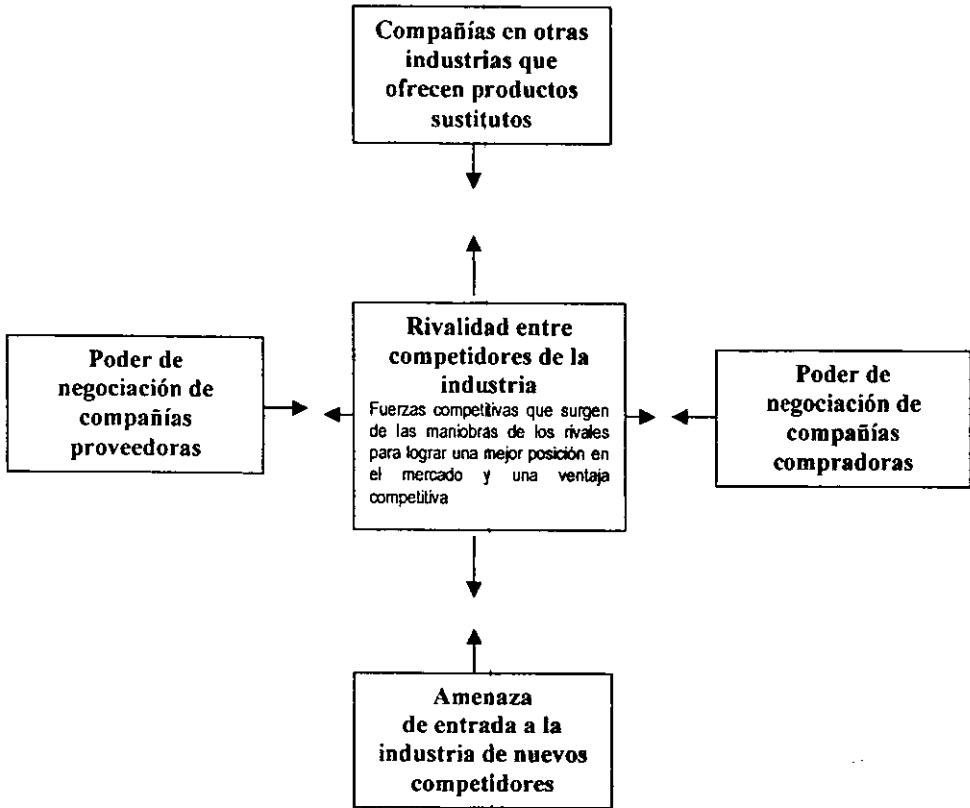 Compañías en otras
industrias que
ofrecen productos
sustitutos
Poder de
negociación de
compañías
proveedoras
Rivalidad entre
competidores de la
industria
Fuerzas competitivas que surgen
de las maniobras de los rivales
para lograr una mejor posición en
el mercado y una ventaja
competitiva
Poder de
negociación de
compañías
compradoras
Amenaza
de entrada a la
industria de nuevos
competidores